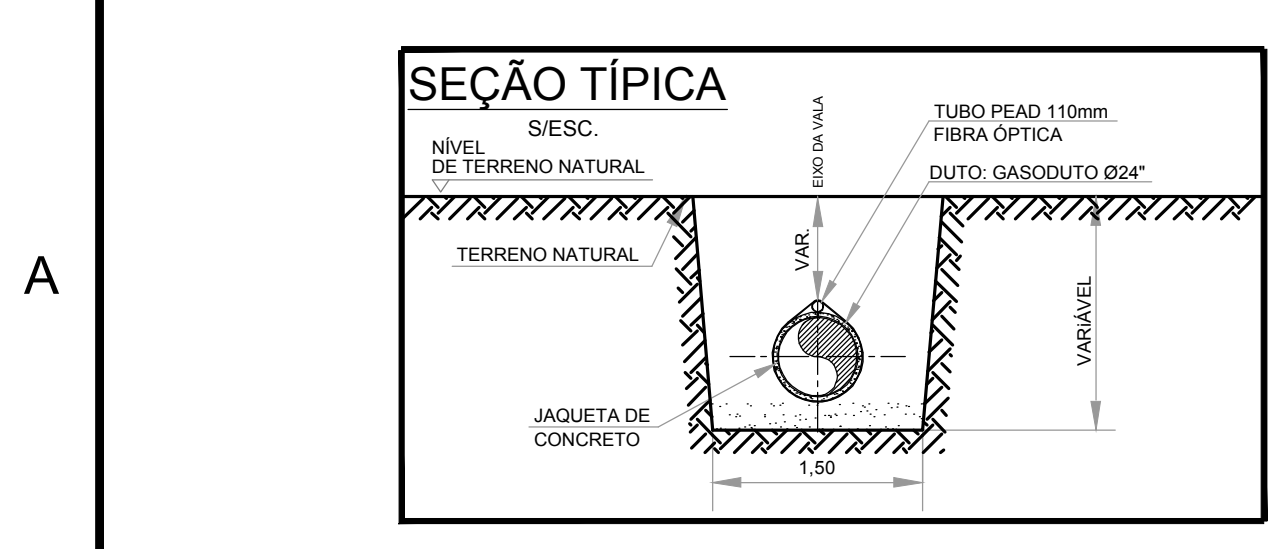 A
SEÇÃO TÍPICA
S/ESC.
NÍVEL
DE TERRENO NATURAL
EIXO DA VALA
TUBO PEAD 110mm
FIBRA ÓPTICA
DUTO: GASODUTO Ø24"
TERRENO NATURAL
VAR.
VARiÁVEL
JAQUETA DE
CONCRETO
1,50